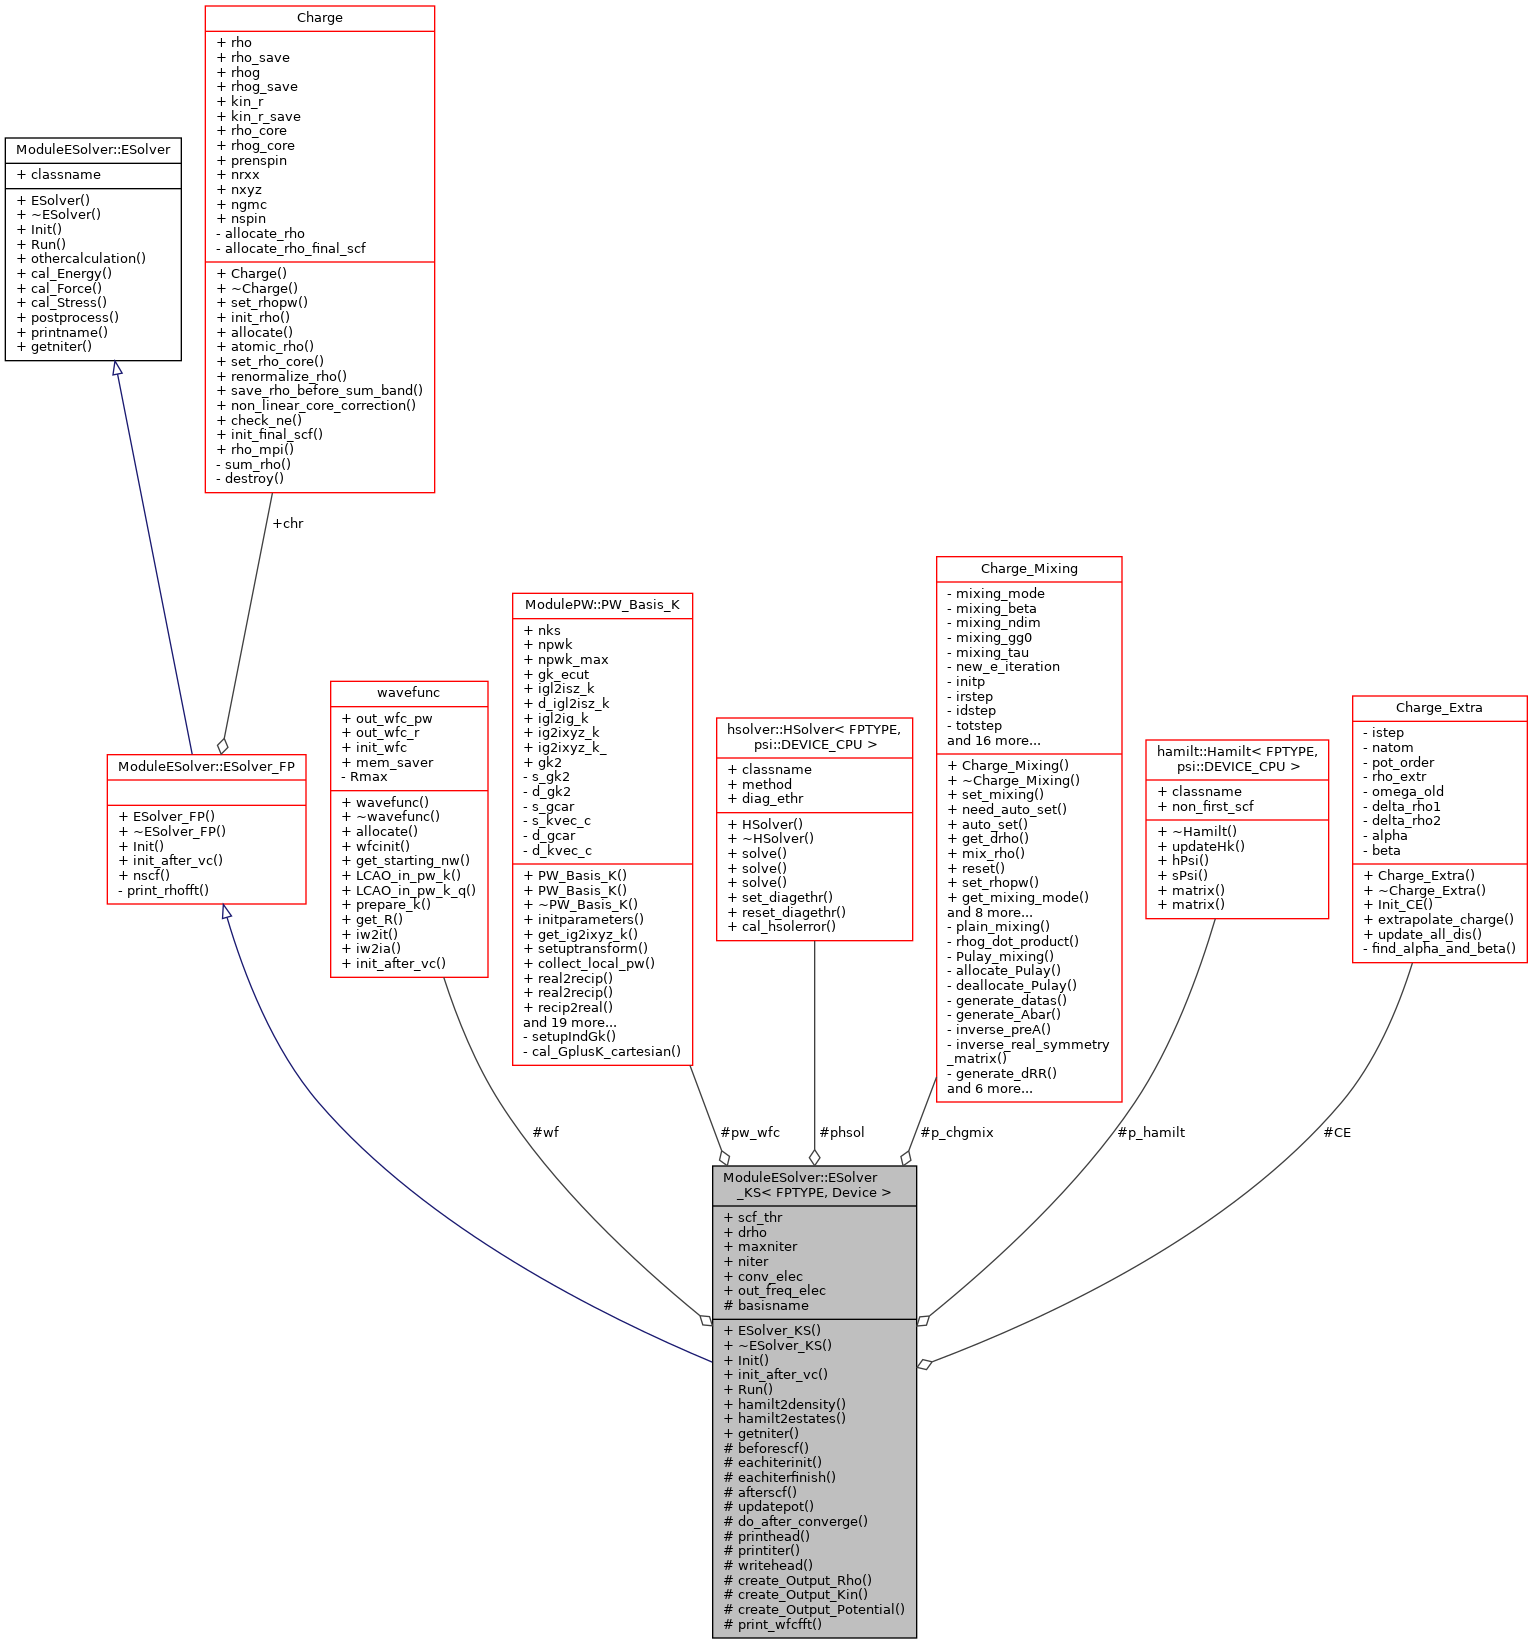 Charge
+ rho
+ rho_save
+ rhog
+ rhog_save
+ kin_r
+ kin_r_save
+ rho_core
+ rhog_core
+ prenspin
+ nrxx
+ nxyz
+ ngmc
+ nspin
- allocate_rho
- allocate_rho_final_scf
+ Charge()
+ ~Charge()
+ set_rhopw()
+ init_rho()
+ allocate()
+ atomic_rho()
+ set_rho_core()
+ renormalize_rho()
+ save_rho_before_sum_band()
+ non_linear_core_correction()
+ check_ne()
+ init_final_scf()
+ rho_mpi()
- sum_rho()
- destroy()
ModuleESolver::ESolver
+ classname
+ ESolver()
+ ~ESolver()
+ Init()
+ Run()
+ othercalculation()
+ cal_Energy()
+ cal_Force()
+ cal_Stress()
+ postprocess()
+ printname()
+ getniter()
+chr
ModuleESolver::ESolver_FP
+ ESolver_FP()
+ ~ESolver_FP()
+ Init()
+ init_after_vc()
+ nscf()
- print_rhofft()
wavefunc
+ out_wfc_pw
+ out_wfc_r
+ init_wfc
+ mem_saver
- Rmax
+ wavefunc()
+ ~wavefunc()
+ allocate()
+ wfcinit()
+ get_starting_nw()
+ LCAO_in_pw_k()
+ LCAO_in_pw_k_q()
+ prepare_k()
+ get_R()
+ iw2it()
+ iw2ia()
+ init_after_vc()
ModulePW::PW_Basis_K
+ nks
+ npwk
+ npwk_max
+ gk_ecut
+ igl2isz_k
+ d_igl2isz_k
+ igl2ig_k
+ ig2ixyz_k
+ ig2ixyz_k_
+ gk2
- s_gk2
- d_gk2
- s_gcar
- s_kvec_c
- d_gcar
- d_kvec_c
+ PW_Basis_K()
+ PW_Basis_K()
+ ~PW_Basis_K()
+ initparameters()
+ get_ig2ixyz_k()
+ setuptransform()
+ collect_local_pw()
+ real2recip()
+ real2recip()
+ recip2real()
and 19 more...
- setupIndGk()
- cal_GplusK_cartesian()
hsolver::HSolver< FPTYPE,
psi::DEVICE_CPU >
+ classname
+ method
+ diag_ethr
+ HSolver()
+ ~HSolver()
+ solve()
+ solve()
+ solve()
+ set_diagethr()
+ reset_diagethr()
+ cal_hsolerror()
Charge_Mixing
- mixing_mode
- mixing_beta
- mixing_ndim
- mixing_gg0
- mixing_tau
- new_e_iteration
- initp
- irstep
- idstep
- totstep
and 16 more...
+ Charge_Mixing()
+ ~Charge_Mixing()
+ set_mixing()
+ need_auto_set()
+ auto_set()
+ get_drho()
+ mix_rho()
+ reset()
+ set_rhopw()
+ get_mixing_mode()
and 8 more...
- plain_mixing()
- rhog_dot_product()
- Pulay_mixing()
- allocate_Pulay()
- deallocate_Pulay()
- generate_datas()
- generate_Abar()
- inverse_preA()
- inverse_real_symmetry
_matrix()
- generate_dRR()
and 6 more...
hamilt::Hamilt< FPTYPE,
psi::DEVICE_CPU >
+ classname
+ non_first_scf
+ ~Hamilt()
+ updateHk()
+ hPsi()
+ sPsi()
+ matrix()
+ matrix()
Charge_Extra
- istep
- natom
- pot_order
- rho_extr
- omega_old
- delta_rho1
- delta_rho2
- alpha
- beta
+ Charge_Extra()
+ ~Charge_Extra()
+ Init_CE()
+ extrapolate_charge()
+ update_all_dis()
- find_alpha_and_beta()
#wf
#pw_wfc
#phsol
#p_chgmix
#p_hamilt
#CE
ModuleESolver::ESolver
_KS< FPTYPE, Device >
+ scf_thr
+ drho
+ maxniter
+ niter
+ conv_elec
+ out_freq_elec
# basisname
+ ESolver_KS()
+ ~ESolver_KS()
+ Init()
+ init_after_vc()
+ Run()
+ hamilt2density()
+ hamilt2estates()
+ getniter()
# beforescf()
# eachiterinit()
# eachiterfinish()
# afterscf()
# updatepot()
# do_after_converge()
# printhead()
# printiter()
# writehead()
# create_Output_Rho()
# create_Output_Kin()
# create_Output_Potential()
# print_wfcfft()